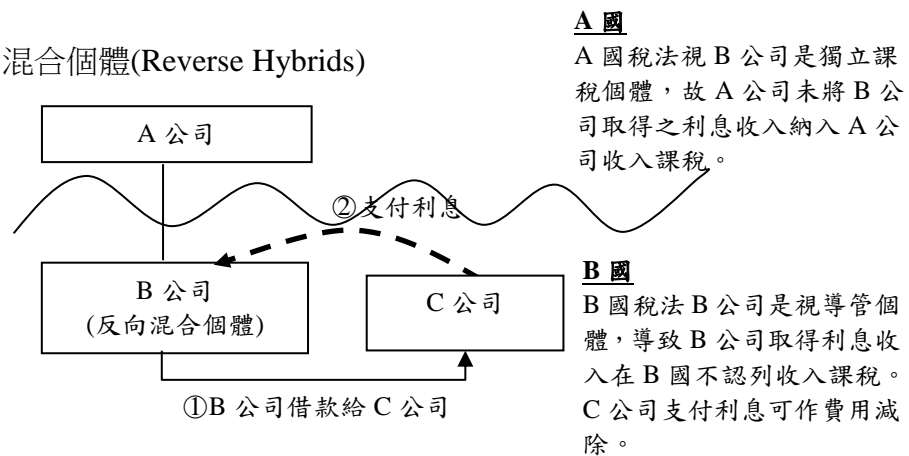 混合個體(Reverse Hybrids)
A 公司
②支付利息
B 公司
(反向混合個體)
C 公司
①B 公司借款給 C 公司
A 國
A 國稅法視 B 公司是獨立課
稅個體，故 A 公司未將 B 公
司取得之利息收入納入 A 公
司收入課稅。
B 國
B 國稅法 B 公司是視導管個
體，導致 B 公司取得利息收
入在 B 國不認列收入課稅。
C 公司支付利息可作費用減
除。